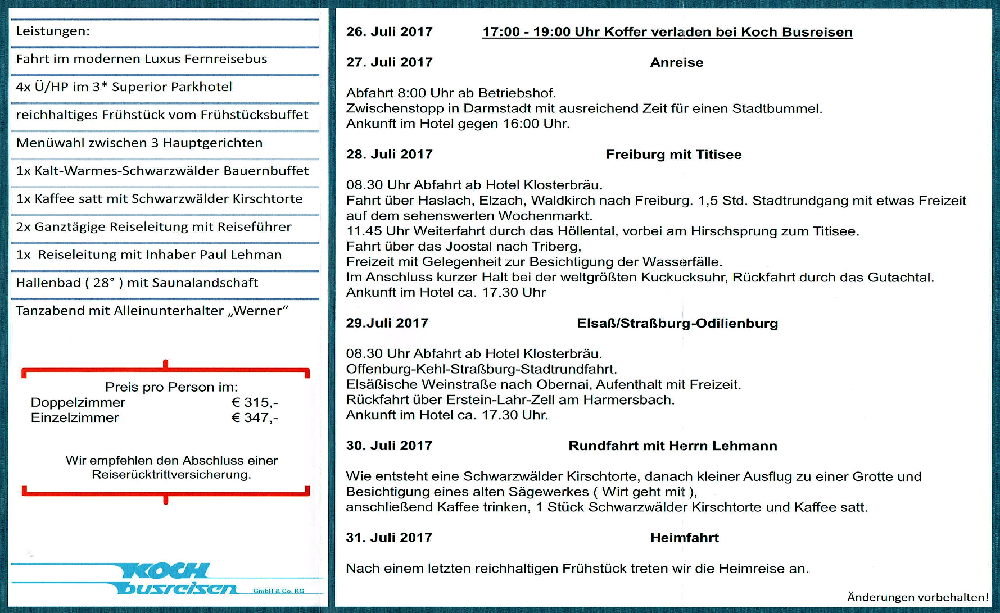 Leistungen:
Fahrt im modernen Luxus Fernreisebus
4x Ü/HP im 3* Superior Parkhotel
reichhaltiges Frühstück vom Frühstücksbuffet
Menüwahl zwischen 3 Hauptgerichten
1x Kalt-Warmes-Schwarzwälder Bauernbuffet
1x Kaffee satt mit Schwarzwälder Kirschtorte
2x Ganztägige Reiseleitung mit Reiseführer
1x Reiseleitung mit Inhaber Paul Lehman
Hallenbad ( 28° ) mit Saunalandschaft
Tanzabend mit Alleinunterhalter „Werner“
Preis pro Person im:
Doppelzimmer € 315,-
Einzelzimmer € 347,-
Wir empfehlen den Abschluss einer
Reiserücktrittversicherung.
KOCH
busreisen GmbH & Co. KG
26. Juli 2017 17:00 - 19:00 Uhr Koffer verladen bei Koch Busreisen
27. Juli 2017 Anreise
Abfahrt 8:00 Uhr ab Betriebshof.
Zwischenstopp in Darmstadt mit ausreichend Zeit für einen Stadtbummel.
Ankunft im Hotel gegen 16:00 Uhr.
28. Juli 2017 Freiburg mit Titisee
08.30 Uhr Abfahrt ab Hotel Klosterbräu.
Fahrt über Haslach, Elzach, Waldkirch nach Freiburg. 1,5 Std. Stadtrundgang mit etwas Freizeit
auf dem sehenswerten Wochenmarkt.
11.45 Uhr Weiterfahrt durch das Höllental, vorbei am Hirschsprung zum Titisee.
Fahrt über das Joostal nach Triberg,
Freizeit mit Gelegenheit zur Besichtigung der Wasserfälle.
Im Anschluss kurzer Halt bei der weltgrößten Kuckucksuhr, Rückfahrt durch das Gutachtal.
Ankunft im Hotel ca. 17.30 Uhr
29.Juli 2017 Elsaß/Straßburg-Odilienburg
08.30 Uhr Abfahrt ab Hotel Klosterbräu.
Offenburg-Kehl-Straßburg-Stadtrundfahrt.
Elsäßische Weinstraße nach Obernai, Aufenthalt mit Freizeit.
Rückfahrt über Erstein-Lahr-Zell am Harmersbach.
Ankunft im Hotel ca. 17.30 Uhr.
30. Juli 2017 Rundfahrt mit Herrn Lehmann
Wie entsteht eine Schwarzwälder Kirschtorte, danach kleiner Ausflug zu einer Grotte und
Besichtigung eines alten Sägewerkes ( Wirt geht mit ),
anschließend Kaffee trinken, 1 Stück Schwarzwälder Kirschtorte und Kaffee satt.
31. Juli 2017 Heimfahrt
Nach einem letzten reichhaltigen Frühstück treten wir die Heimreise an.
Änderungen vorbehalten!